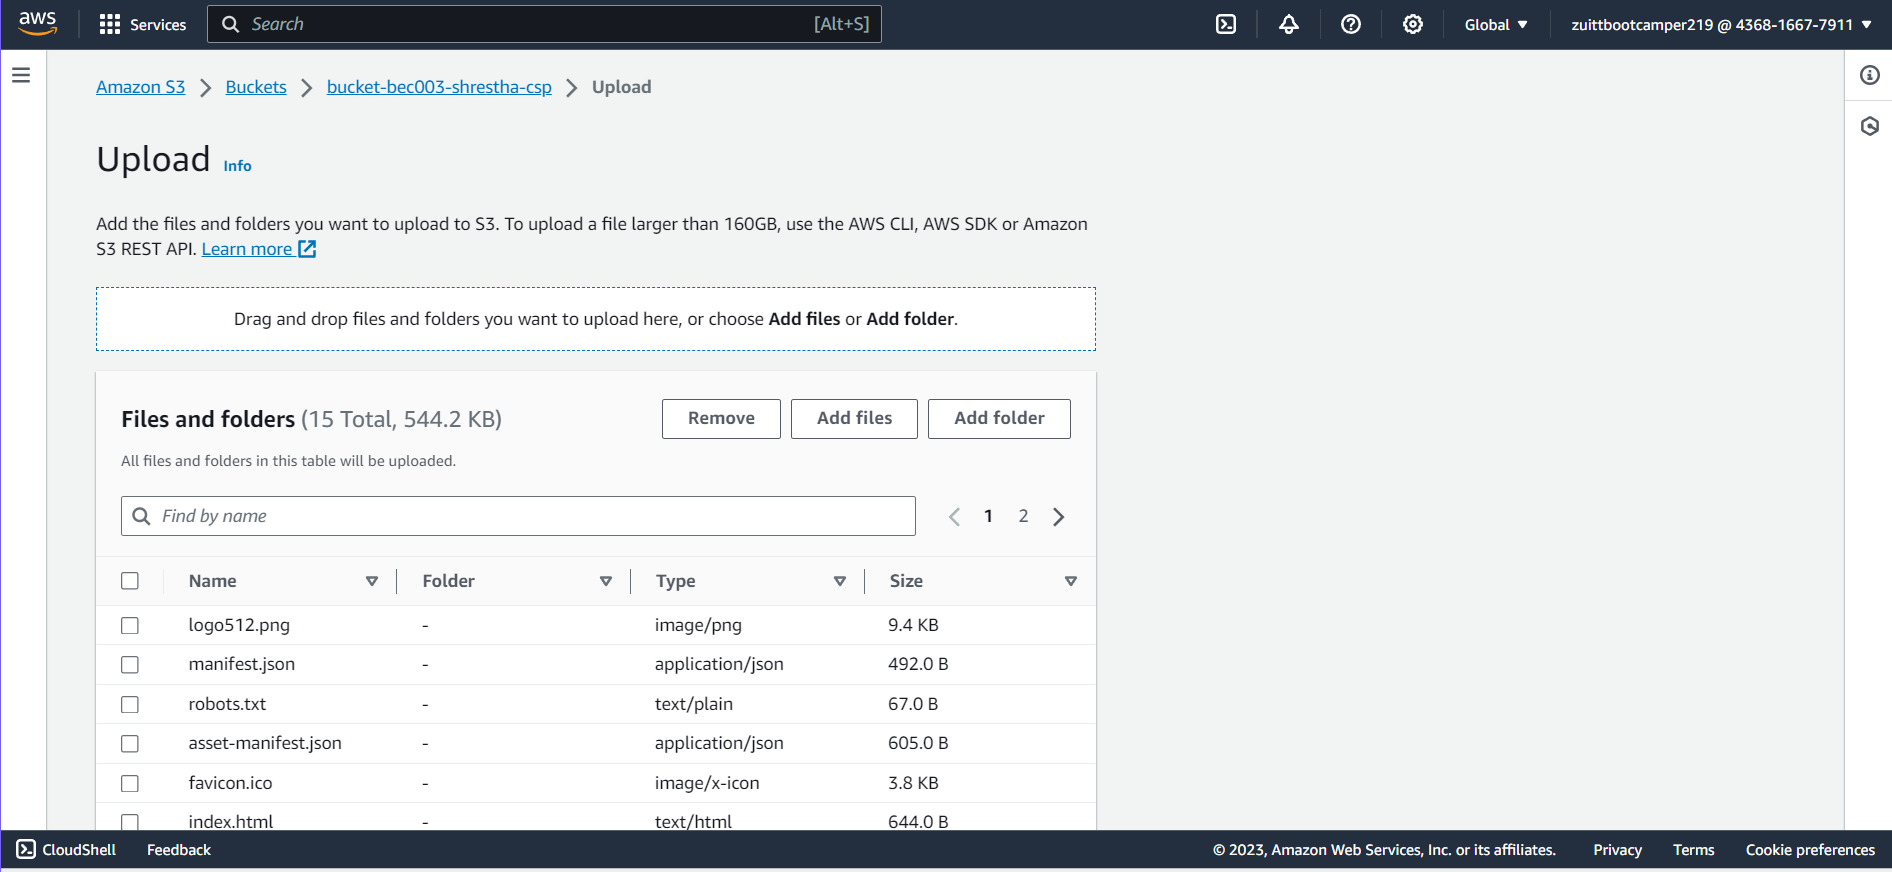 aws Services Search [Alt+S] Global zuittbootcamper219 @ 4368-1667-7911
Amazon S3 Buckets bucket-bec003-shrestha-csp Upload
Upload Info
Add the files and folders you want to upload to S3. To upload a file larger than 160GB, use the AWS CLI, AWS SDK or Amazon
S3 REST API. Learn more
Drag and drop files and folders you want to upload here, or choose Add files or Add folder.
Files and folders (15 Total, 544.2 KB) Remove Add files Add folder
All files and folders in this table will be uploaded.
Find by name 1 2
Name Folder Type Size
logo512.png - image/png 9.4 KB
manifest.json - application/json 492.0 B
robots.txt - text/plain 67.0 B
asset-manifest.json - application/json 605.0 B
favicon.ico - image/x-icon 3.8 KB
index.html - text/html 644.0 B
CloudShell Feedback © 2023, Amazon Web Services, Inc. or its affiliates. Privacy Terms Cookie preferences